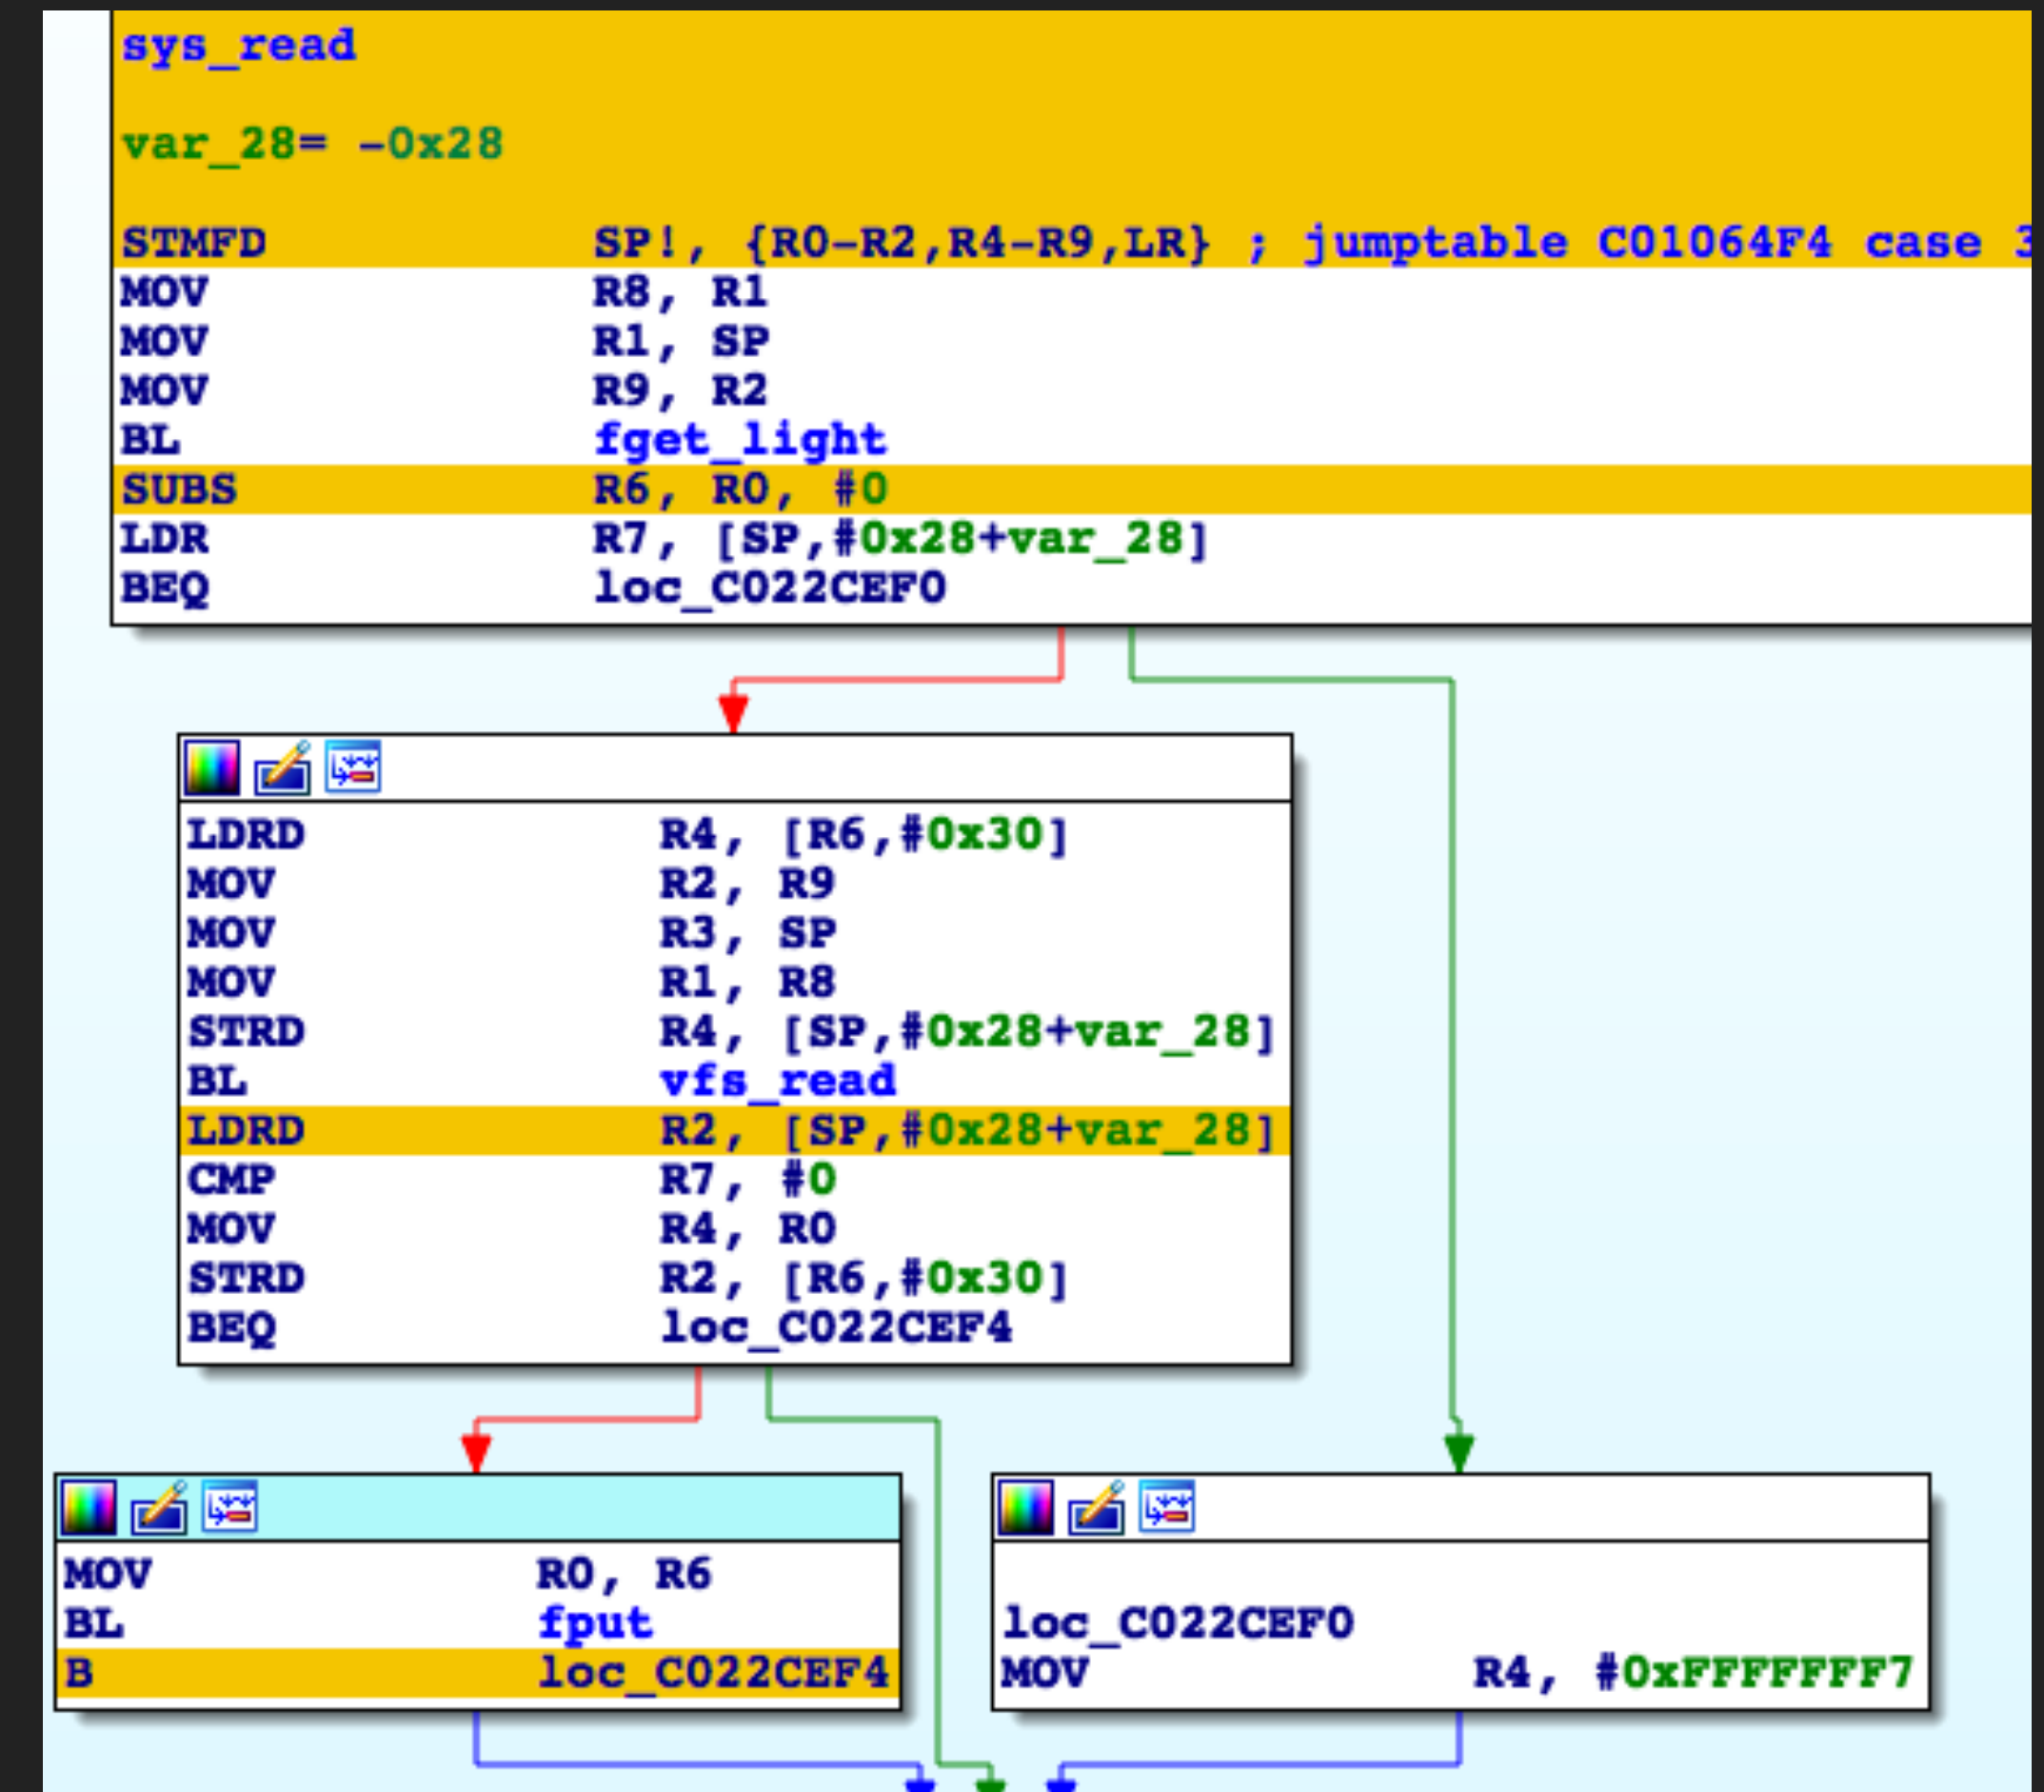 sys_read
var_28= -0x28
STMFD SP!, {R0-R2,R4-R9,LR} ; jumptable C01064F4 case 3
MOV R8, R1
MOV R1, SP
MOV R9, R2
BL fget_light
SUBS R6, R0, #0
LDR R7, [SP,#0x28+var_28]
BEQ loc_C022CEF0
LDRD R4, [R6,#0x30]
MOV R2, R9
MOV R3, SP
MOV R1, R8
STRD R4, [SP,#0x28+var_28]
BL vfs_read
LDRD R2, [SP,#0x28+var_28]
CMP R7, #0
MOV R4, R0
STRD R2, [R6,#0x30]
BEQ loc_C022CEF4
MOV R0, R6
BL fput
B loc_C022CEF4
loc_C022CEF0
MOV R4, #0xFFFFFFF7